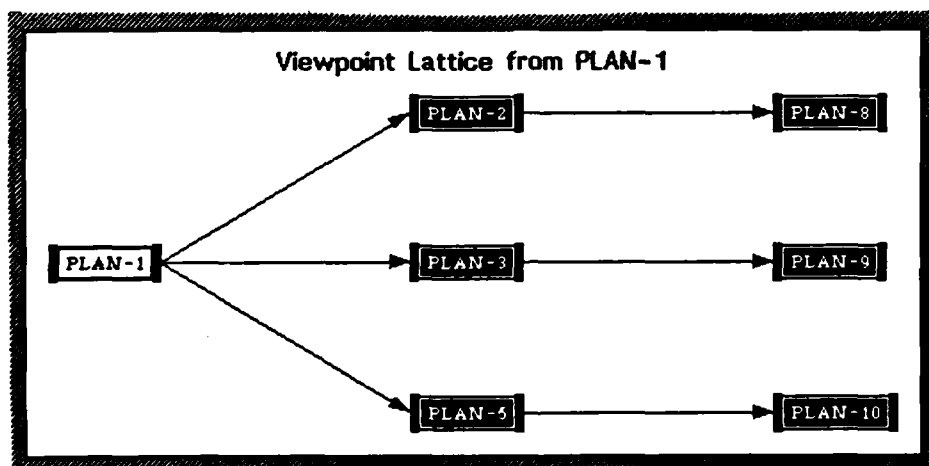 Viewpoint Lattice from PLAN-1
PLAN-2 PLAN-8
PLAN-1 PLAN-3 PLAN-9
PLAN-5 PLAN-10